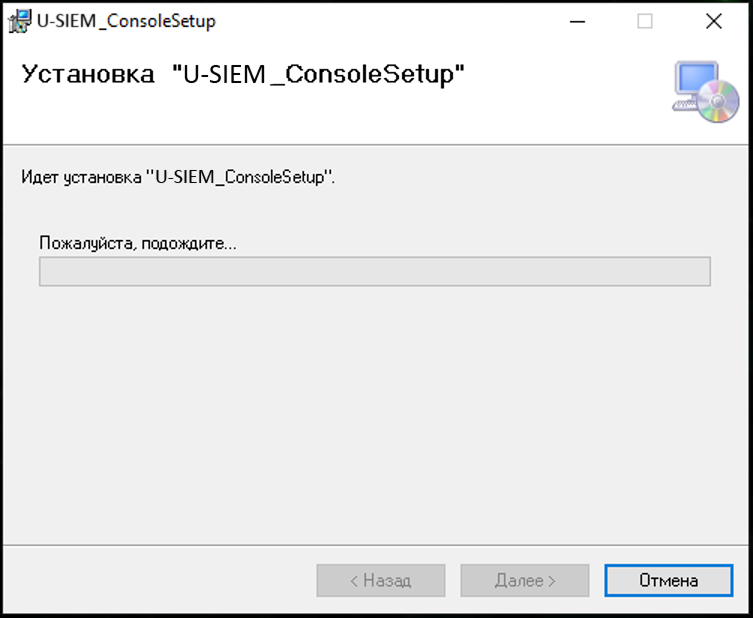 U-SIEM_ConsoleSetup
Установка "U-SIEM_ConsoleSetup"
Идет установка "U-SIEM_ConsoleSetup".
Пожалуйста, подождите...
< Назад
Далее >
Отмена